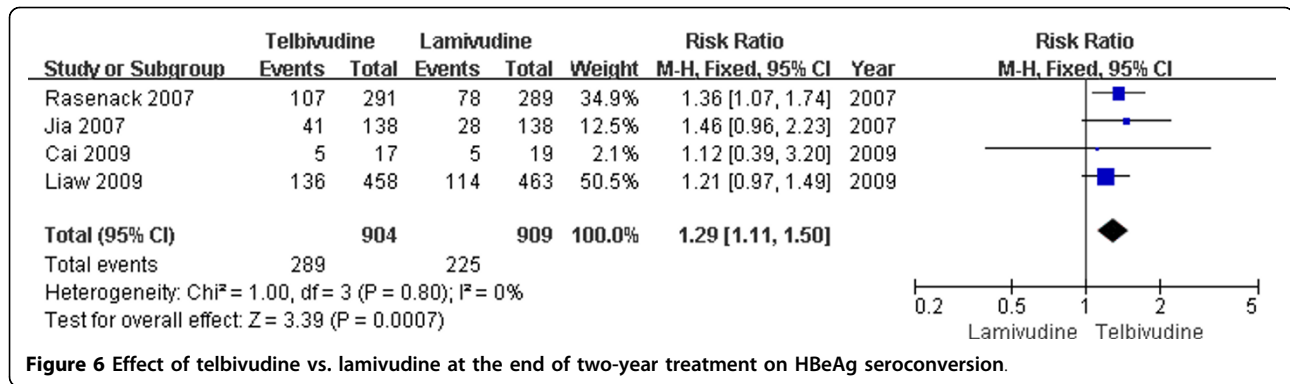 Telbivudine Lamivudine Risk Ratio Risk Ratio
Study or Subgroup Events Total Events Total Weight M-H, Fixed, 95% CI Year M-H, Fixed, 95% CI
Rasenack 2007 107 291 78 289 34.9% 1.36 [1.07, 1.74] 2007
Jia 2007 41 138 28 138 12.5% 1.46 [0.96, 2.23] 2007
Cai 2009 5 17 5 19 2.1% 1.12 [0.39, 3.20] 2009
Liaw 2009 136 458 114 463 50.5% 1.21 [0.97, 1.49] 2009
Total (95% CI) 904 909 100.0% 1.29 [1.11, 1.50]
Total events 289 225
Heterogeneity: Chi² = 1.00, df = 3 (P = 0.80); I² = 0%
Test for overall effect: Z = 3.39 (P = 0.0007)
0.2 0.5 1 2 5
Lamivudine Telbivudine
Figure 6 Effect of telbivudine vs. lamivudine at the end of two-year treatment on HBeAg seroconversion.